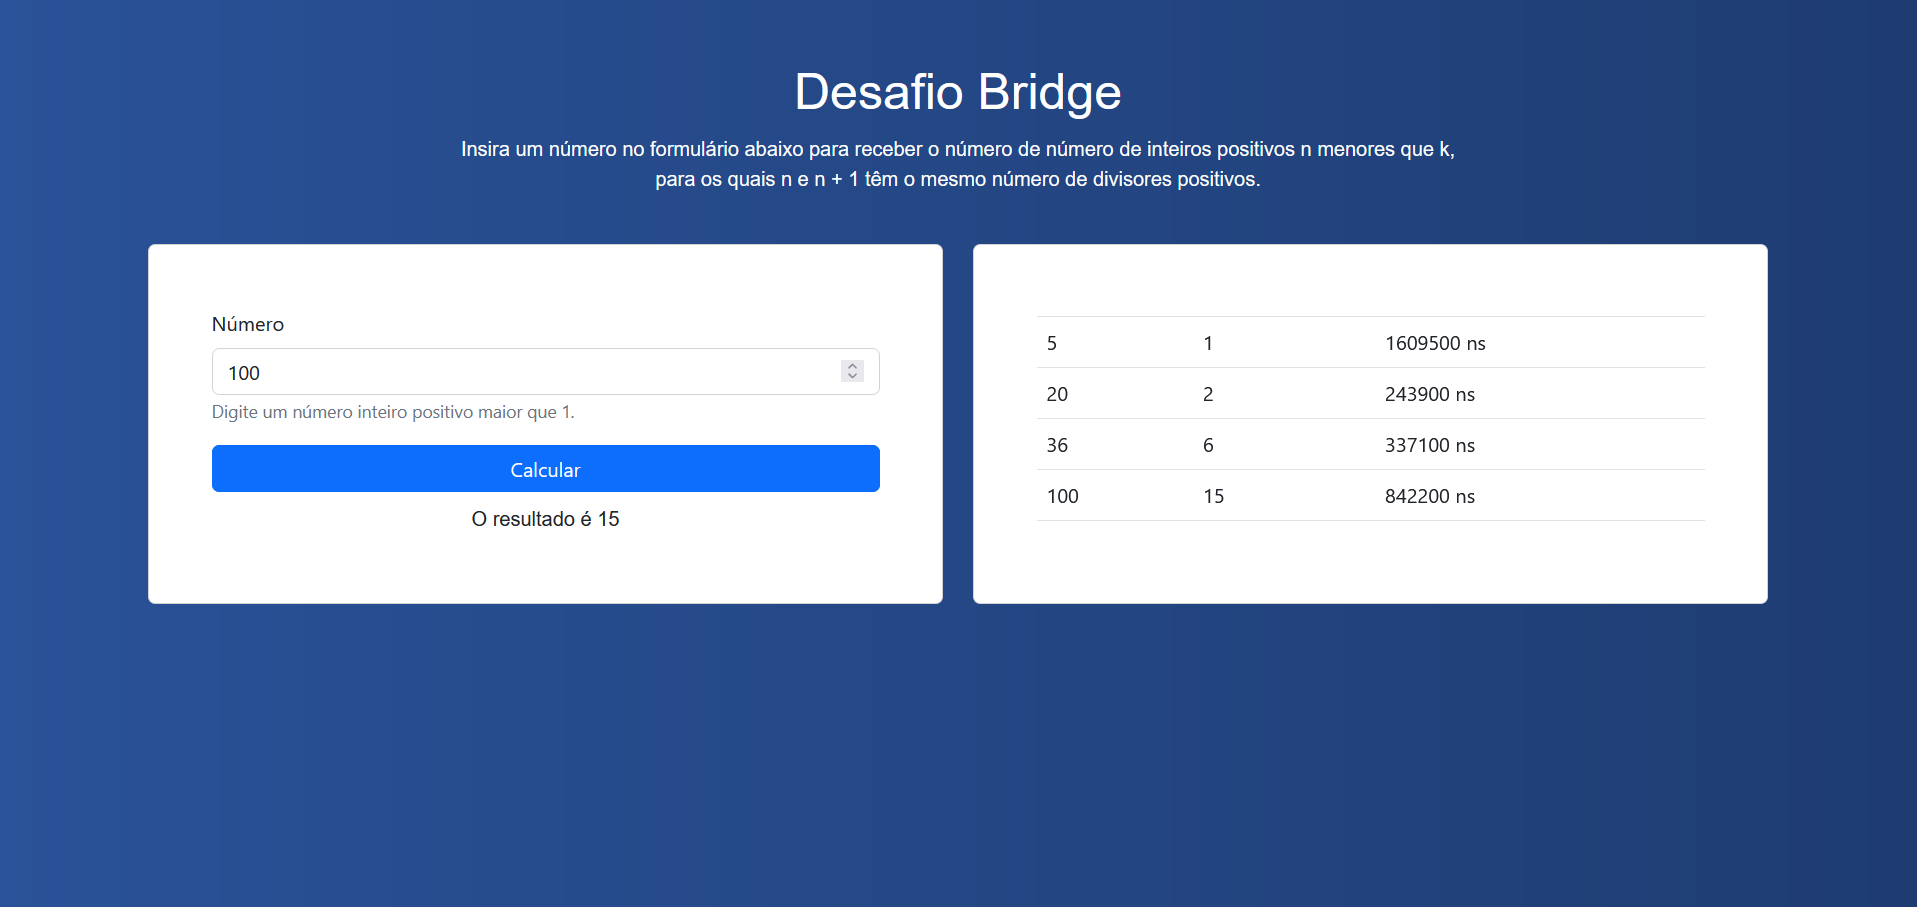 Desafio Bridge
Insira um número no formulário abaixo para receber o número de número de inteiros positivos n menores que k,
para os quais n e n + 1 têm o mesmo número de divisores positivos.
Número
100
Digite um número inteiro positivo maior que 1.
Calcular
O resultado é 15
5 1 1609500 ns
20 2 243900 ns
36 6 337100 ns
100 15 842200 ns